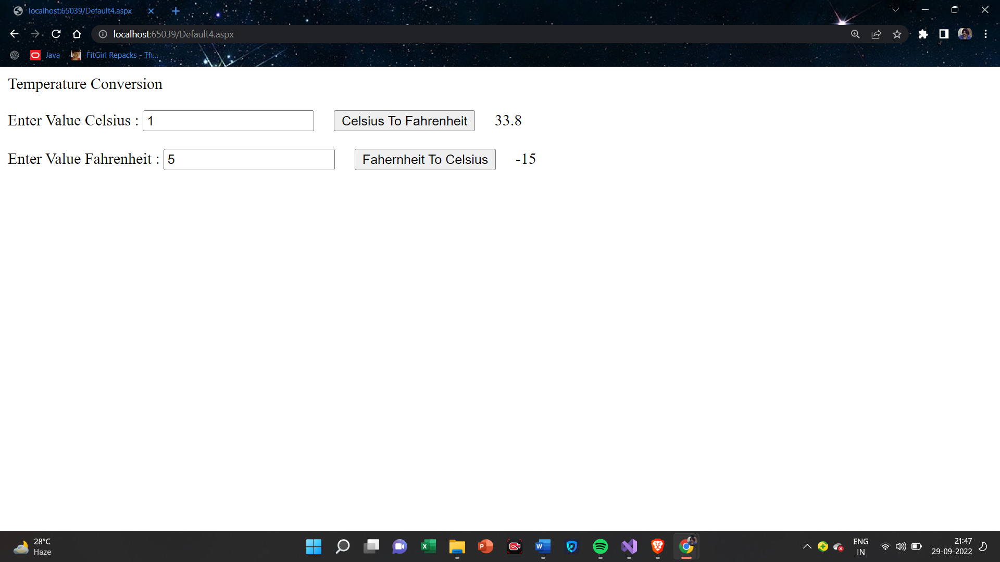 localhost:65039/Default4.aspx
localhost:65039/Default4.aspx
Java FitGirl Repacks - Th...
Temperature Conversion
Enter Value Celsius : 1 Celsius To Fahrenheit 33.8
Enter Value Fahrenheit : 5 Fahernheit To Celsius -15
28°C
Haze
ENG
IN
21:47
29-09-2022